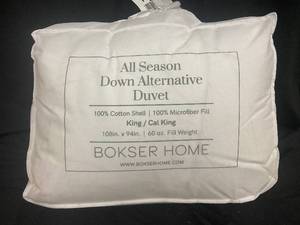 All Season
Down Alternative
Duvet
100% Cotton Shell | 100% Microfiber Fill
King / Cal King
108in. x 94in. | 60 oz. Fill Weight
BOKSER HOME
WWW.BOKSERHOME.COM